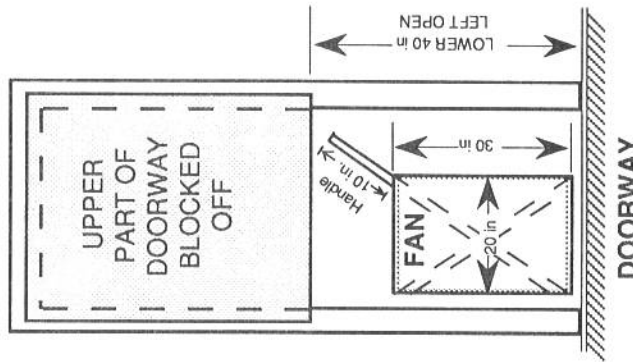 UPPER
PART OF
DOORWAY
BLOCKED
OFF
LOWER 40 in
LEFT OPEN
Handle
10 in.
30 in
FAN
20 in
DOORWAY